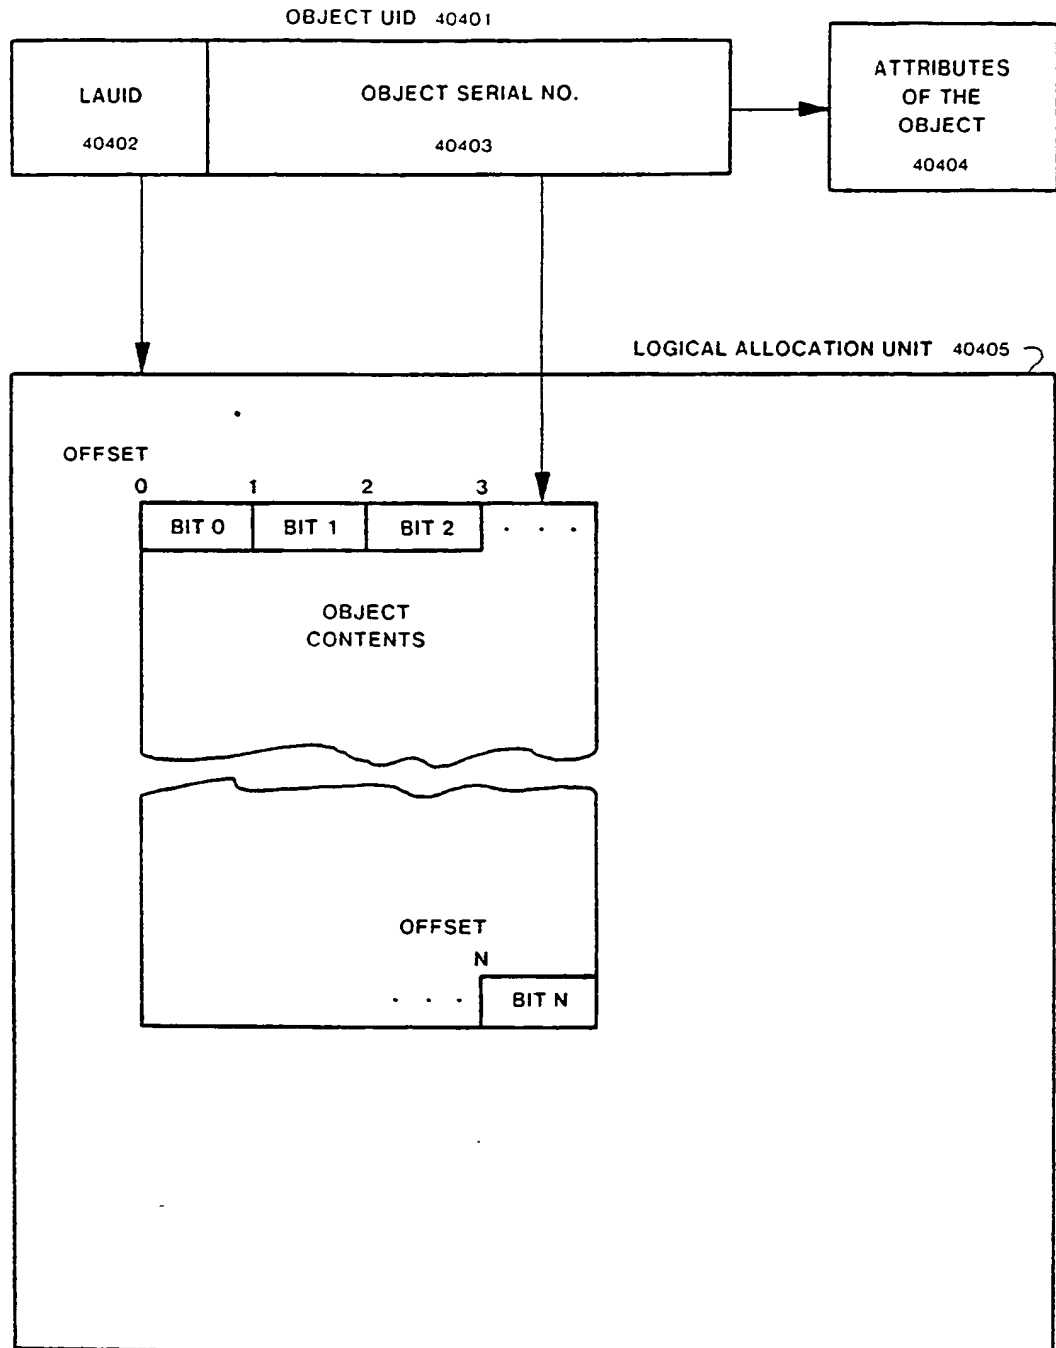 OBJECT UID 40401
LAUID
40402
OBJECT SERIAL NO.
40403
ATTRIBUTES
OF THE
OBJECT
40404
LOGICAL ALLOCATION UNIT 40405
OFFSET
0 1 2 3
BIT 0 BIT 1 BIT 2 . . .
OBJECT
CONTENTS
OFFSET
N
. . . BIT N